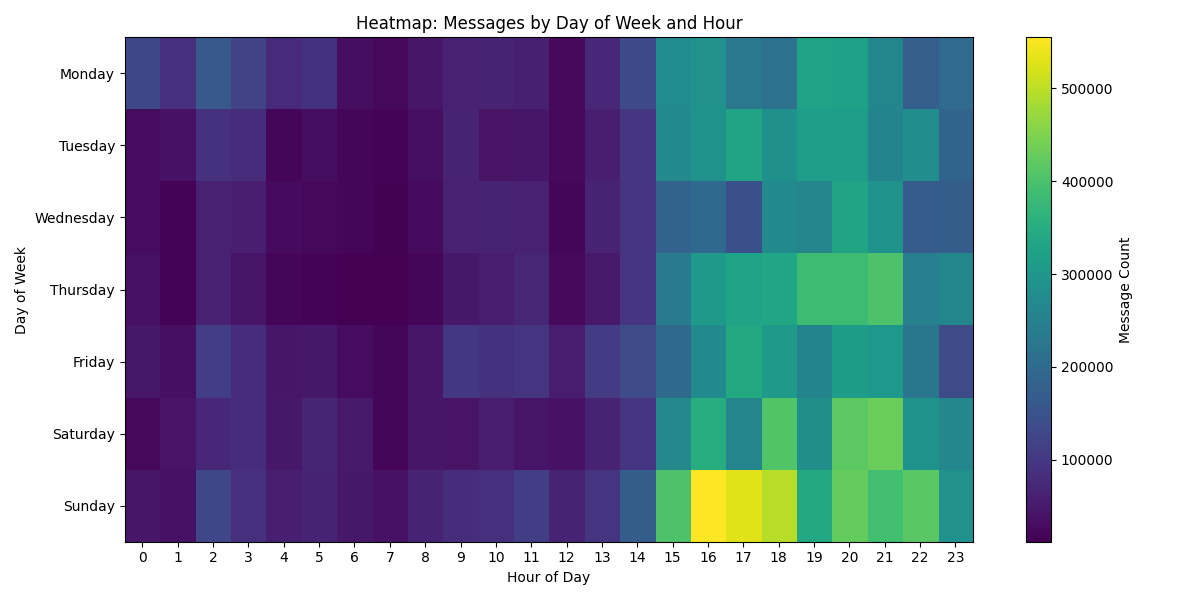 Heatmap: Messages by Day of Week and Hour
Day of Week
Monday
Tuesday
Wednesday
Thursday
Friday
Saturday
Sunday
0 1 2 3 4 5 6 7 8 9 10 11 12 13 14 15 16 17 18 19 20 21 22 23
Hour of Day
500000
400000
300000
200000
100000
Message Count